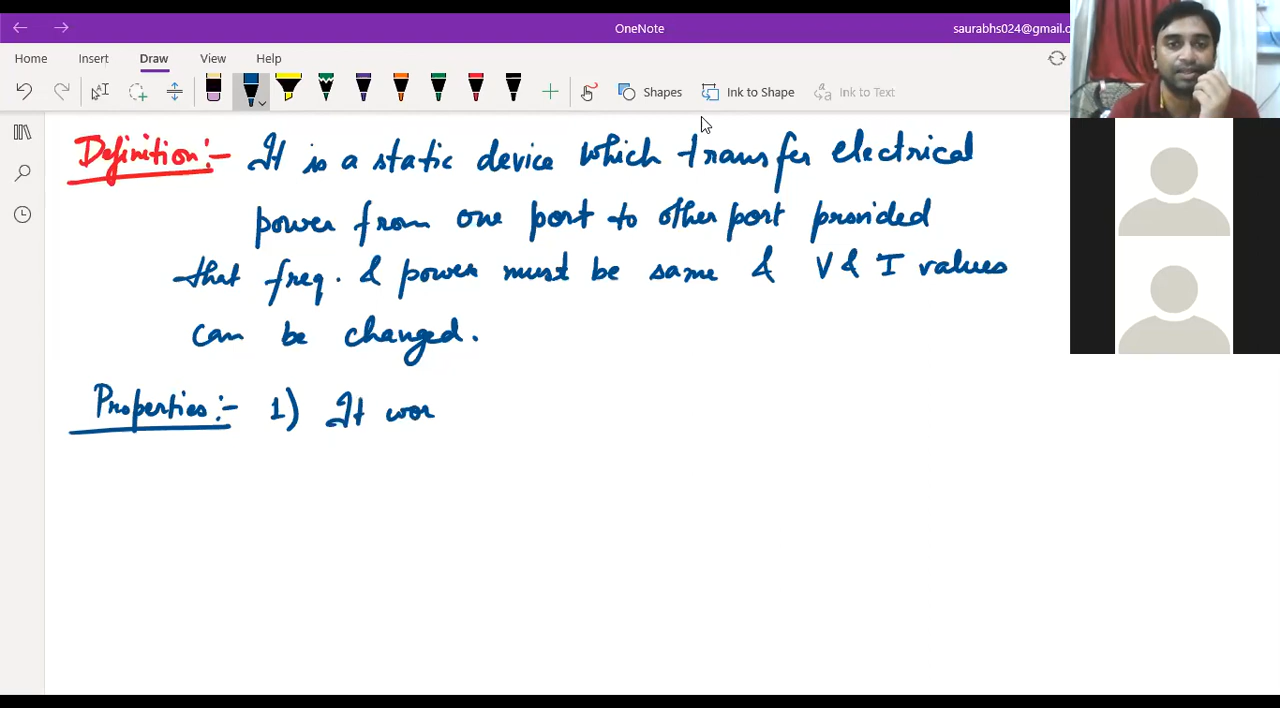 OneNote
saurabhs024@gmail.c
Home Insert Draw View Help
Shapes Ink to Shape Ink to Text
Definition:- It is a static device which transfer electrical
power from one port to other port provided
that freq. & power must be same & V & I values
can be changed.
Properties:- 1) It wor